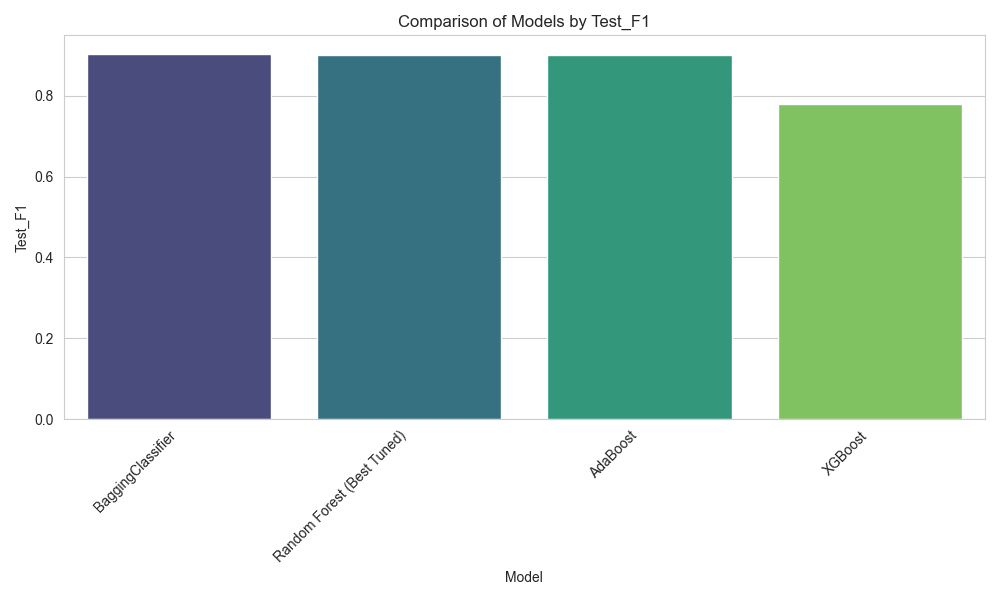 Comparison of Models by Test_F1
Test_F1
0.8
0.6
0.4
0.2
0.0
BaggingClassifier
Random Forest (Best Tuned)
AdaBoost
XGBoost
Model